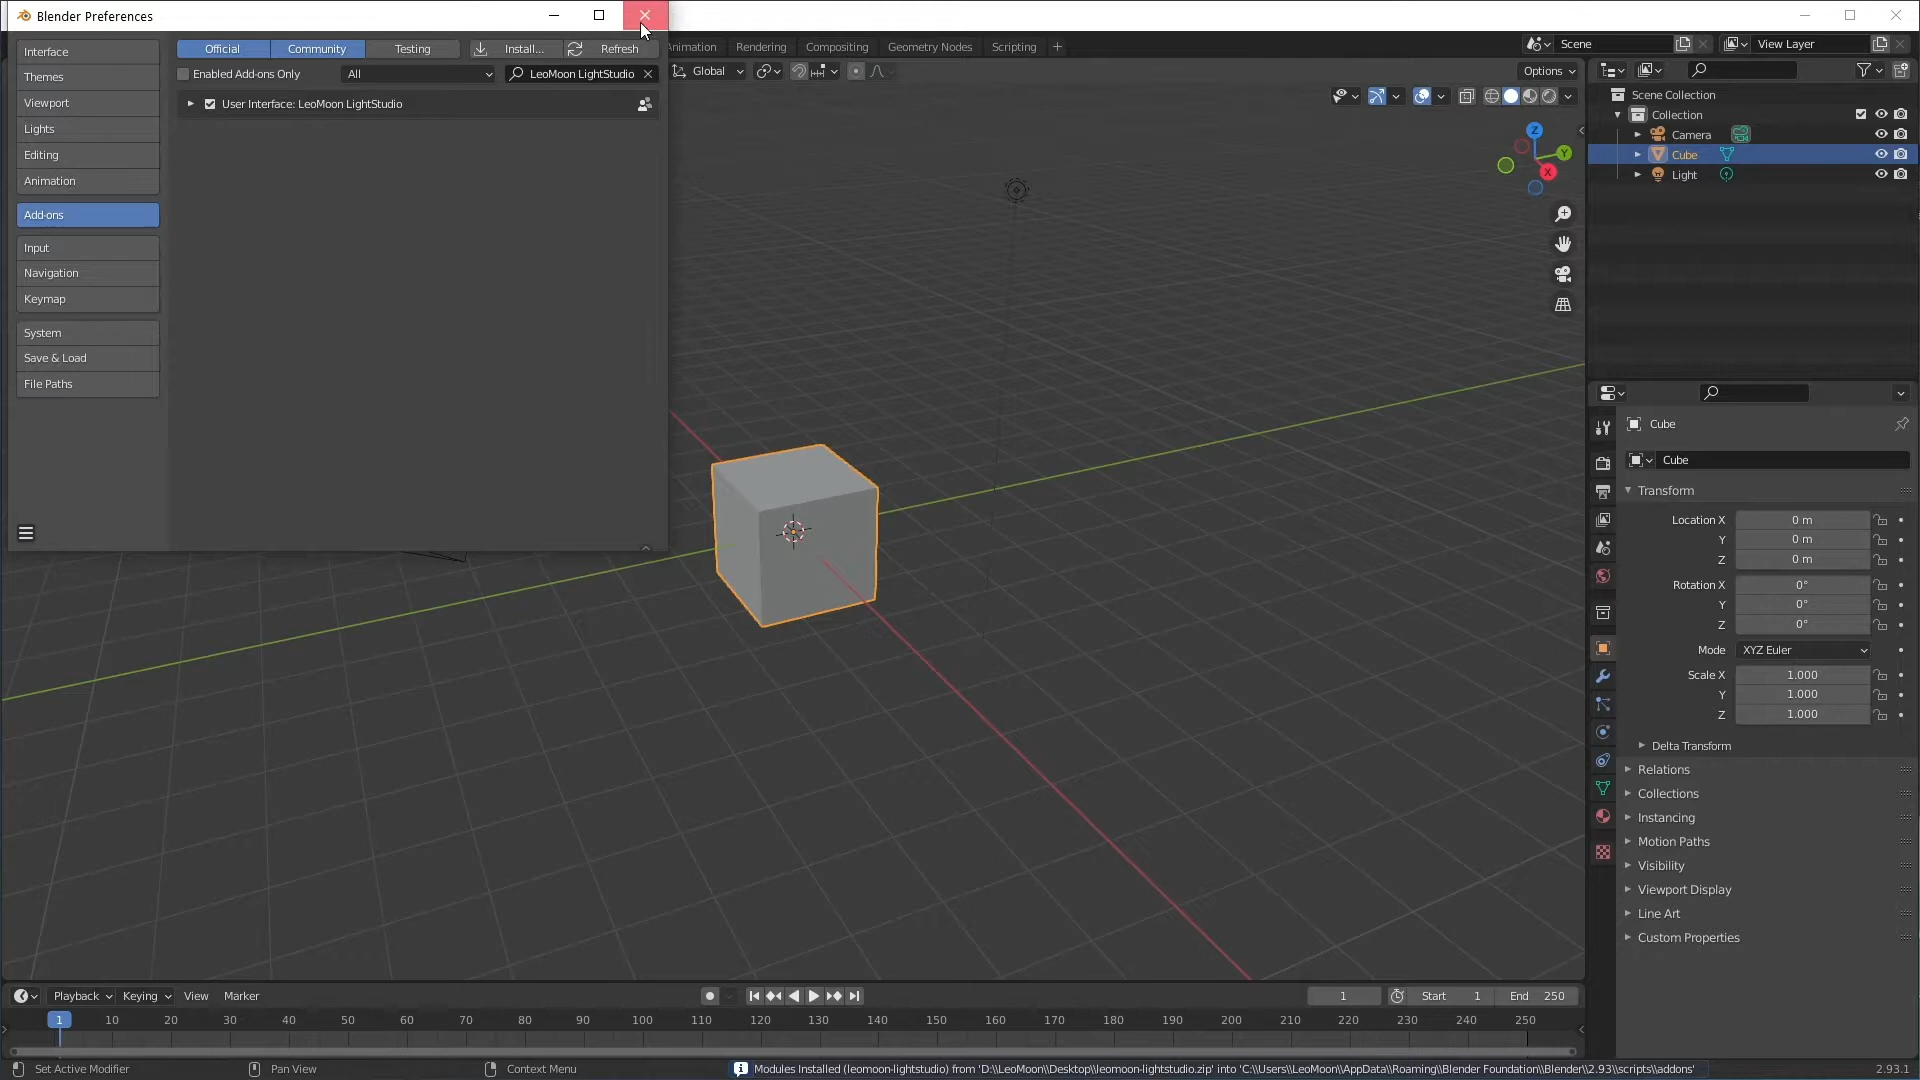 Blender Preferences
Interface
Themes
Viewport
Lights
Editing
Animation
Add-ons
Input
Navigation
Keymap
System
Save & Load
File Paths
Official
Community
Testing
Install...
Refresh
Enabled Add-ons Only
All
LeoMoon LightStudio
User Interface: LeoMoon LightStudio
Rendering
Compositing
Geometry Nodes
Scripting
Scene
View Layer
Global
Options
Z
Y
X
Scene Collection
Collection
Camera
Cube
Light
Cube
Cube
Transform
Location X 0 m
Y 0 m
Z 0 m
Rotation X 0°
Y 0°
Z 0°
Mode XYZ Euler
Scale X 1.000
Y 1.000
Z 1.000
Delta Transform
Relations
Collections
Instancing
Motion Paths
Visibility
Viewport Display
Line Art
Custom Properties
Playback Keying View Marker
1 Start 1 End 250
1 10 20 30 40 50 60 70 80 90 100 110 120 130 140 150 160 170 180 190 200 210 220 230 240 250
Set Active Modifier
Pan View
Context Menu
Modules Installed (leomoon-lightstudio) from 'D:\\LeoMoon\\Desktop\\leomoon-lightstudio.zip' into 'C:\\Users\\LeoMoon\\AppData\\Roaming\\Blender Foundation\\Blender\\2.93\\scripts\\addons'
2.93.1